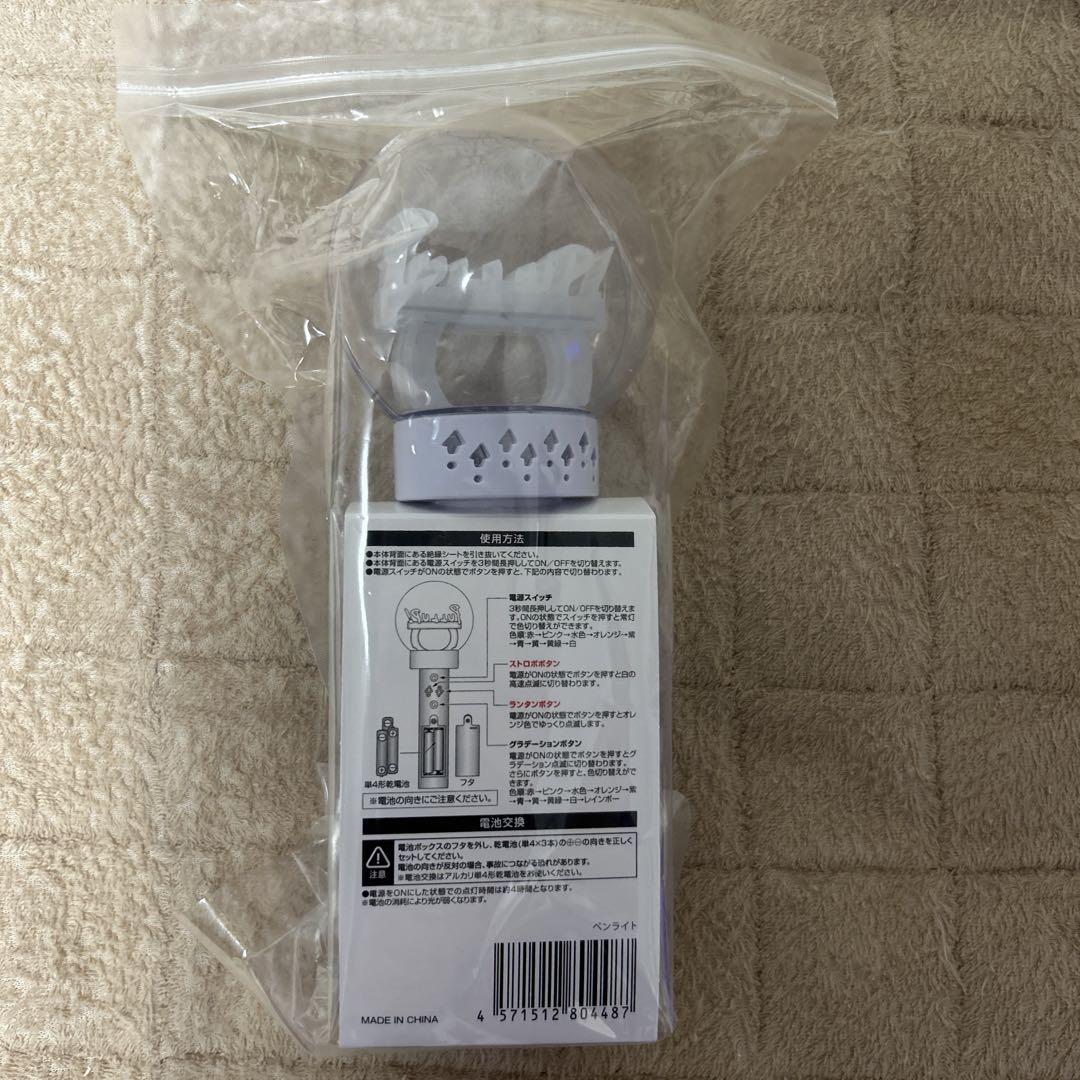 使用方法
●本体背面にある絶縁シートを引き抜いてください。
●本体背面にある電源スイッチを3秒間長押ししてON/OFFを切り替えます。
●電源スイッチがONの状態でボタンを押すと、下記の内容で切り替わります。
電源スイッチ
3秒間長押ししてON/OFFを切り替えま
す。ONの状態でスイッチを押すと常灯
で色切り替えができます。
色順:赤→ピンク→水色→オレンジ→紫
→青→黄→黄緑→白
ストロボボタン
電源がONの状態でボタンを押すと白の
高速点滅に切り替わります。
ランタンボタン
電源がONの状態でボタンを押すとオレ
ンジ色でゆっくり点滅します。
グラデーションボタン
電源がONの状態でボタンを押すとグ
ラデーション点滅に切り替わります。
さらにボタンを押すと、色切り替えがで
きます。
色順:赤→ピンク→水色→オレンジ→紫
→青→黄→黄緑→白→レインボー
単4形乾電池
フタ
※電池の向きにご注意ください。
電池交換
注意
電池ボックスのフタを外し、乾電池(単4×3本)の⊕⊖の向きを正しく
セットしてください。
電池の向きが反対の場合、事故につながる恐れがあります。
※電池交換はアルカリ単4形乾電池をお使いください。
●電源をONにした状態での点灯時間は約4時間となります。
※電池の消耗により光が弱くなります。
ペンライト
MADE IN CHINA
4 571512 804487